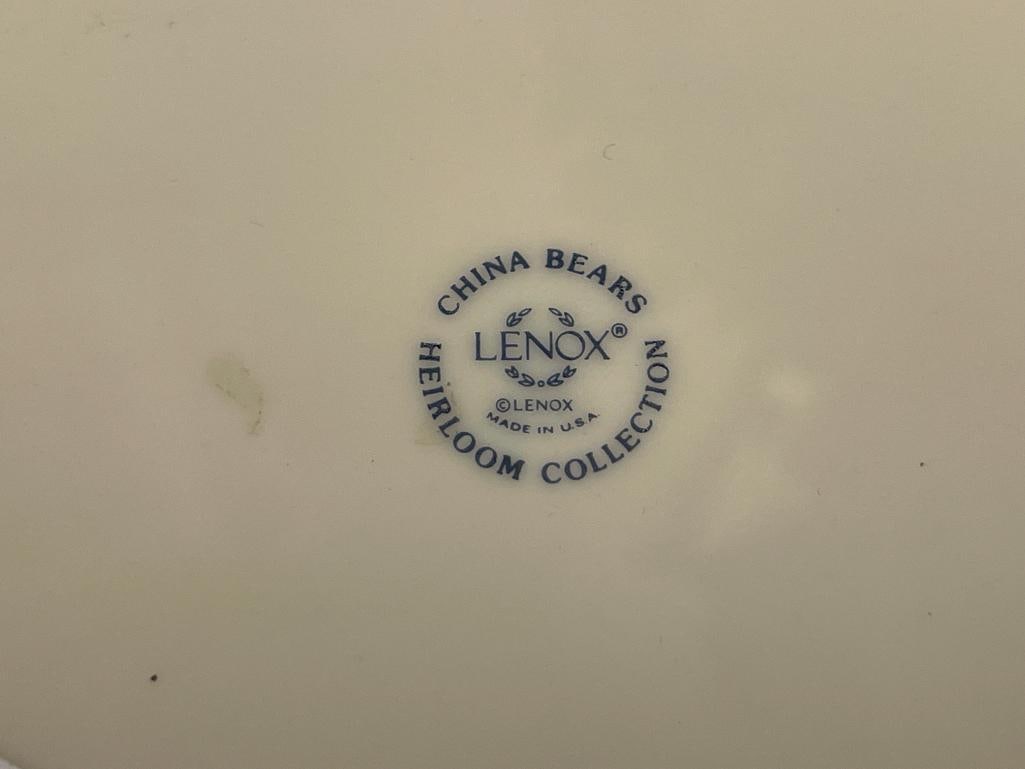 CHINA BEARS
LENOX®
©LENOX
MADE IN U.S.A.
HEIRLOOM COLLECTION